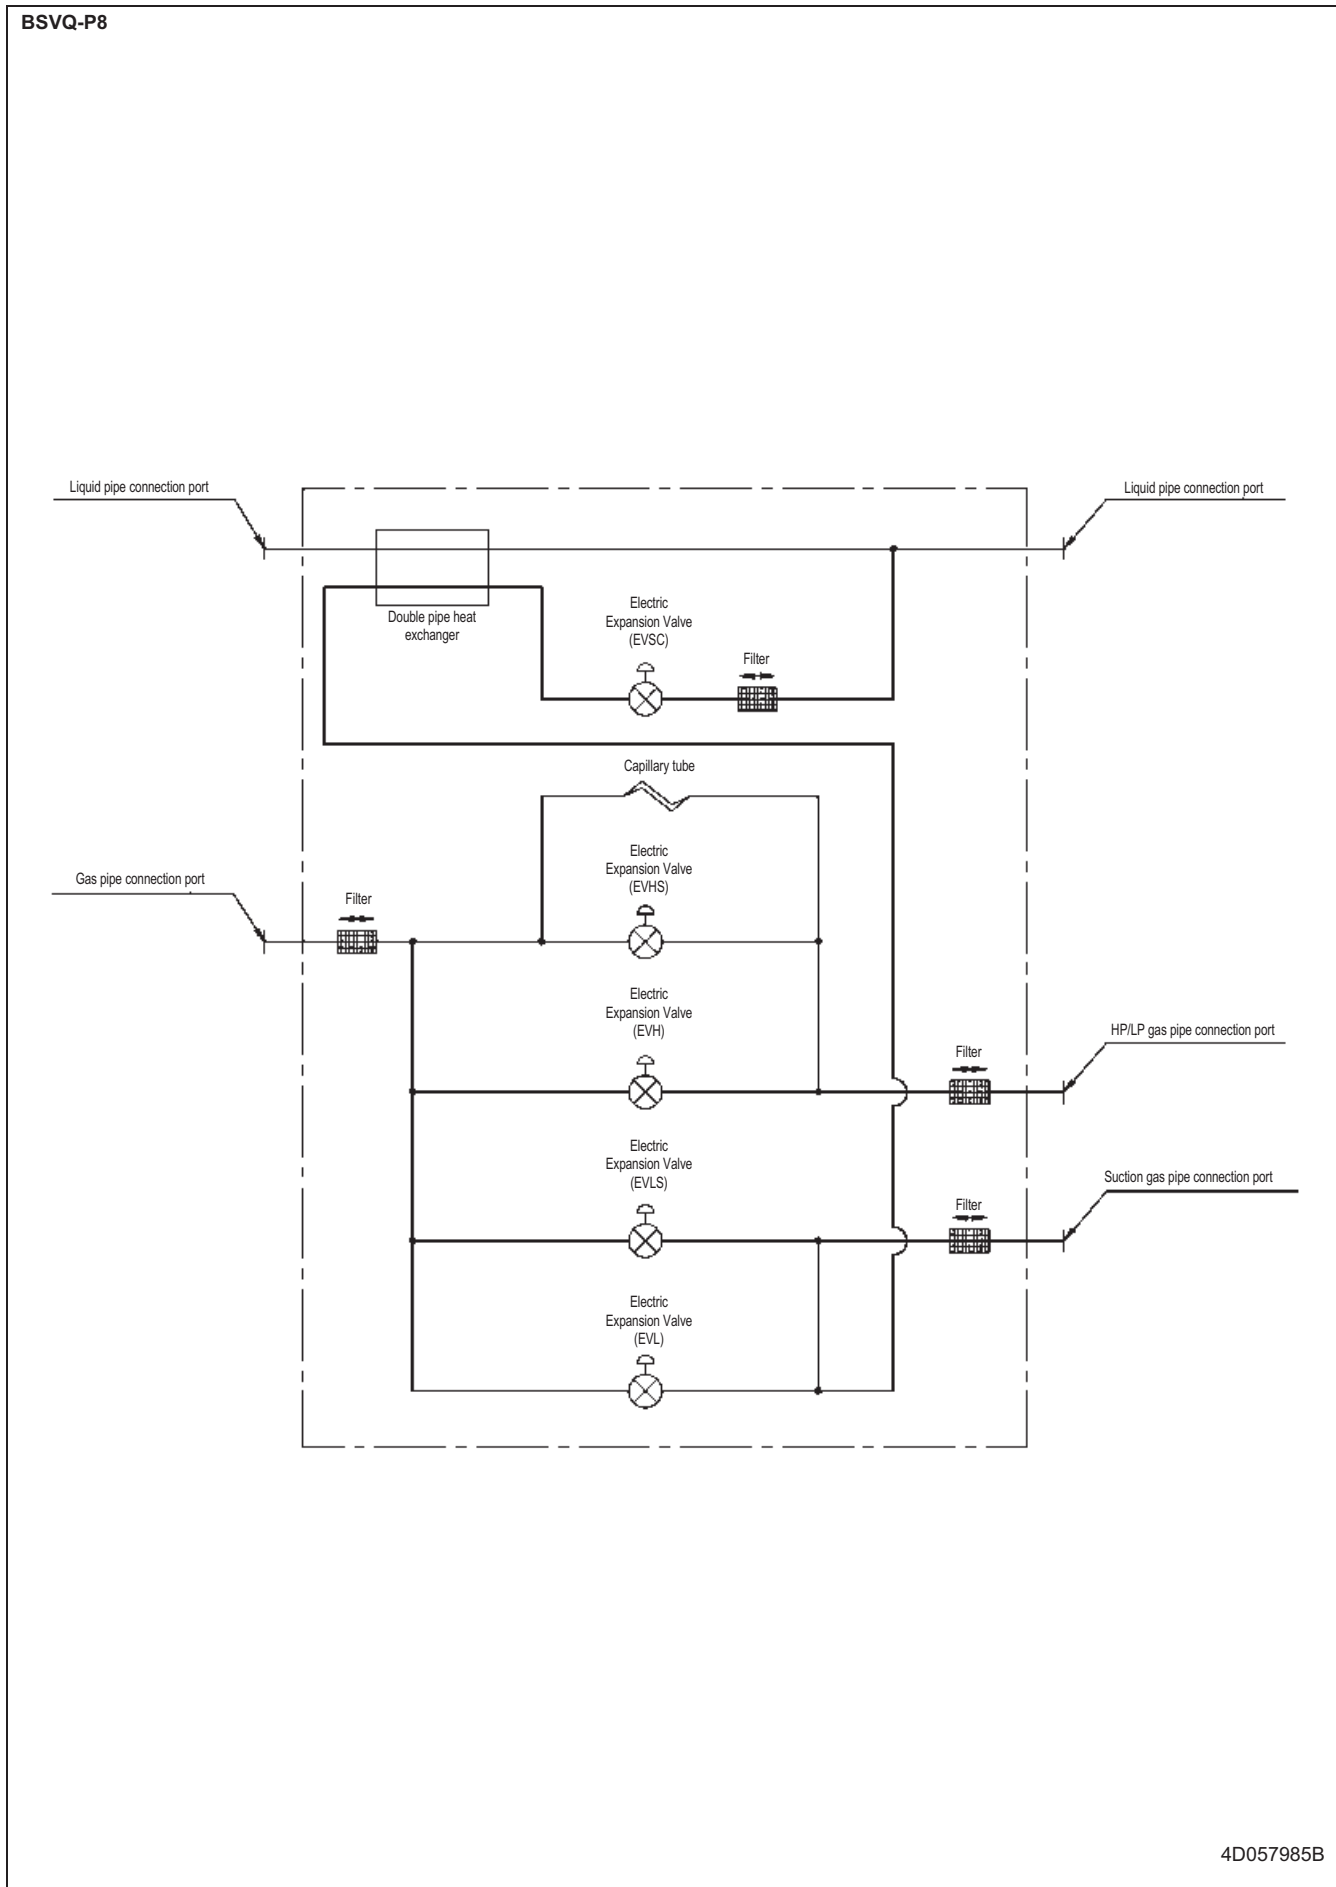 BSVQ-P8
Liquid pipe connection port
Liquid pipe connection port
Double pipe heat
exchanger
Electric
Expansion Valve
(EVSC)
Filter
Capillary tube
Electric
Expansion Valve
(EVHS)
Gas pipe connection port
Filter
Electric
Expansion Valve
(EVH)
HP/LP gas pipe connection port
Filter
Electric
Expansion Valve
(EVLS)
Suction gas pipe connection port
Filter
Electric
Expansion Valve
(EVL)
4D057985B